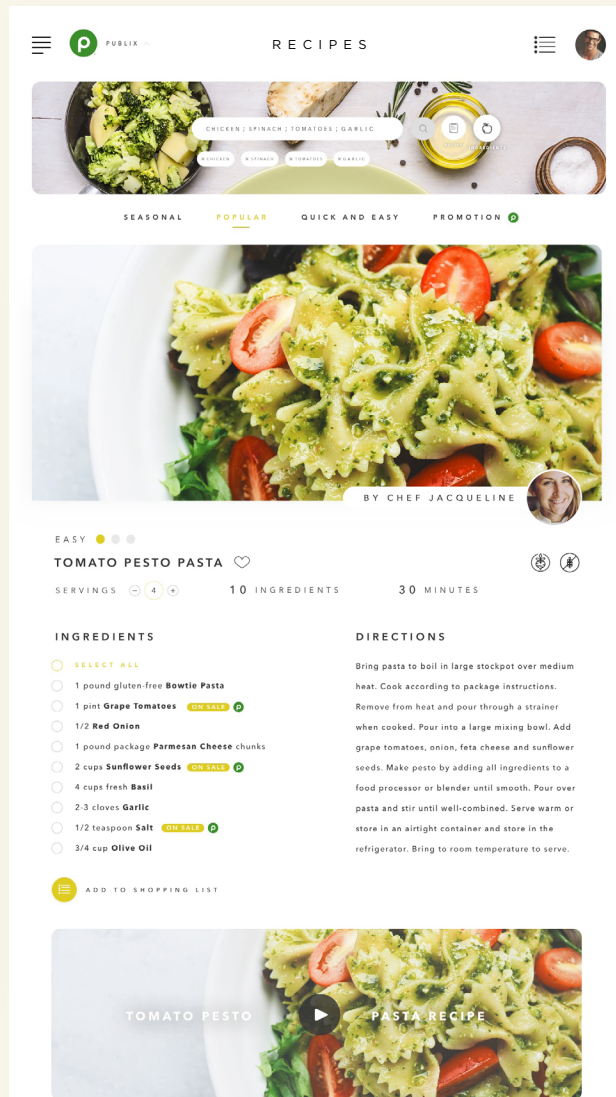 PUBLIX
RECIPES
CHICKEN ¦ SPINACH ¦ TOMATOES ¦ GARLIC
CHICKEN
SPINACH
TOMATOES
GARLIC
SEASONAL
POPULAR
QUICK AND EASY
PROMOTION
BY CHEF JACQUELINE
EASY
TOMATO PESTO PASTA
SERVINGS − 4 +
10 INGREDIENTS
30 MINUTES
INGREDIENTS
SELECT ALL
1 pound gluten-free Bowtie Pasta
1 pint Grape Tomatoes ON SALE
1/2 Red Onion
1 pound package Parmesan Cheese chunks
2 cups Sunflower Seeds ON SALE
4 cups fresh Basil
2-3 cloves Garlic
1/2 teaspoon Salt ON SALE
3/4 cup Olive Oil
ADD TO SHOPPING LIST
DIRECTIONS
Bring pasta to boil in large stockpot over medium
heat. Cook according to package instructions.
Remove from heat and pour through a strainer
when cooked. Pour into a large mixing bowl. Add
grape tomatoes, onion, feta cheese and sunflower
seeds. Make pesto by adding all ingredients to a
food processor or blender until smooth. Pour over
pasta and stir until well-combined. Serve warm or
store in an airtight container and store in the
refrigerator. Bring to room temperature to serve.
TOMATO PESTO
PASTA RECIPE